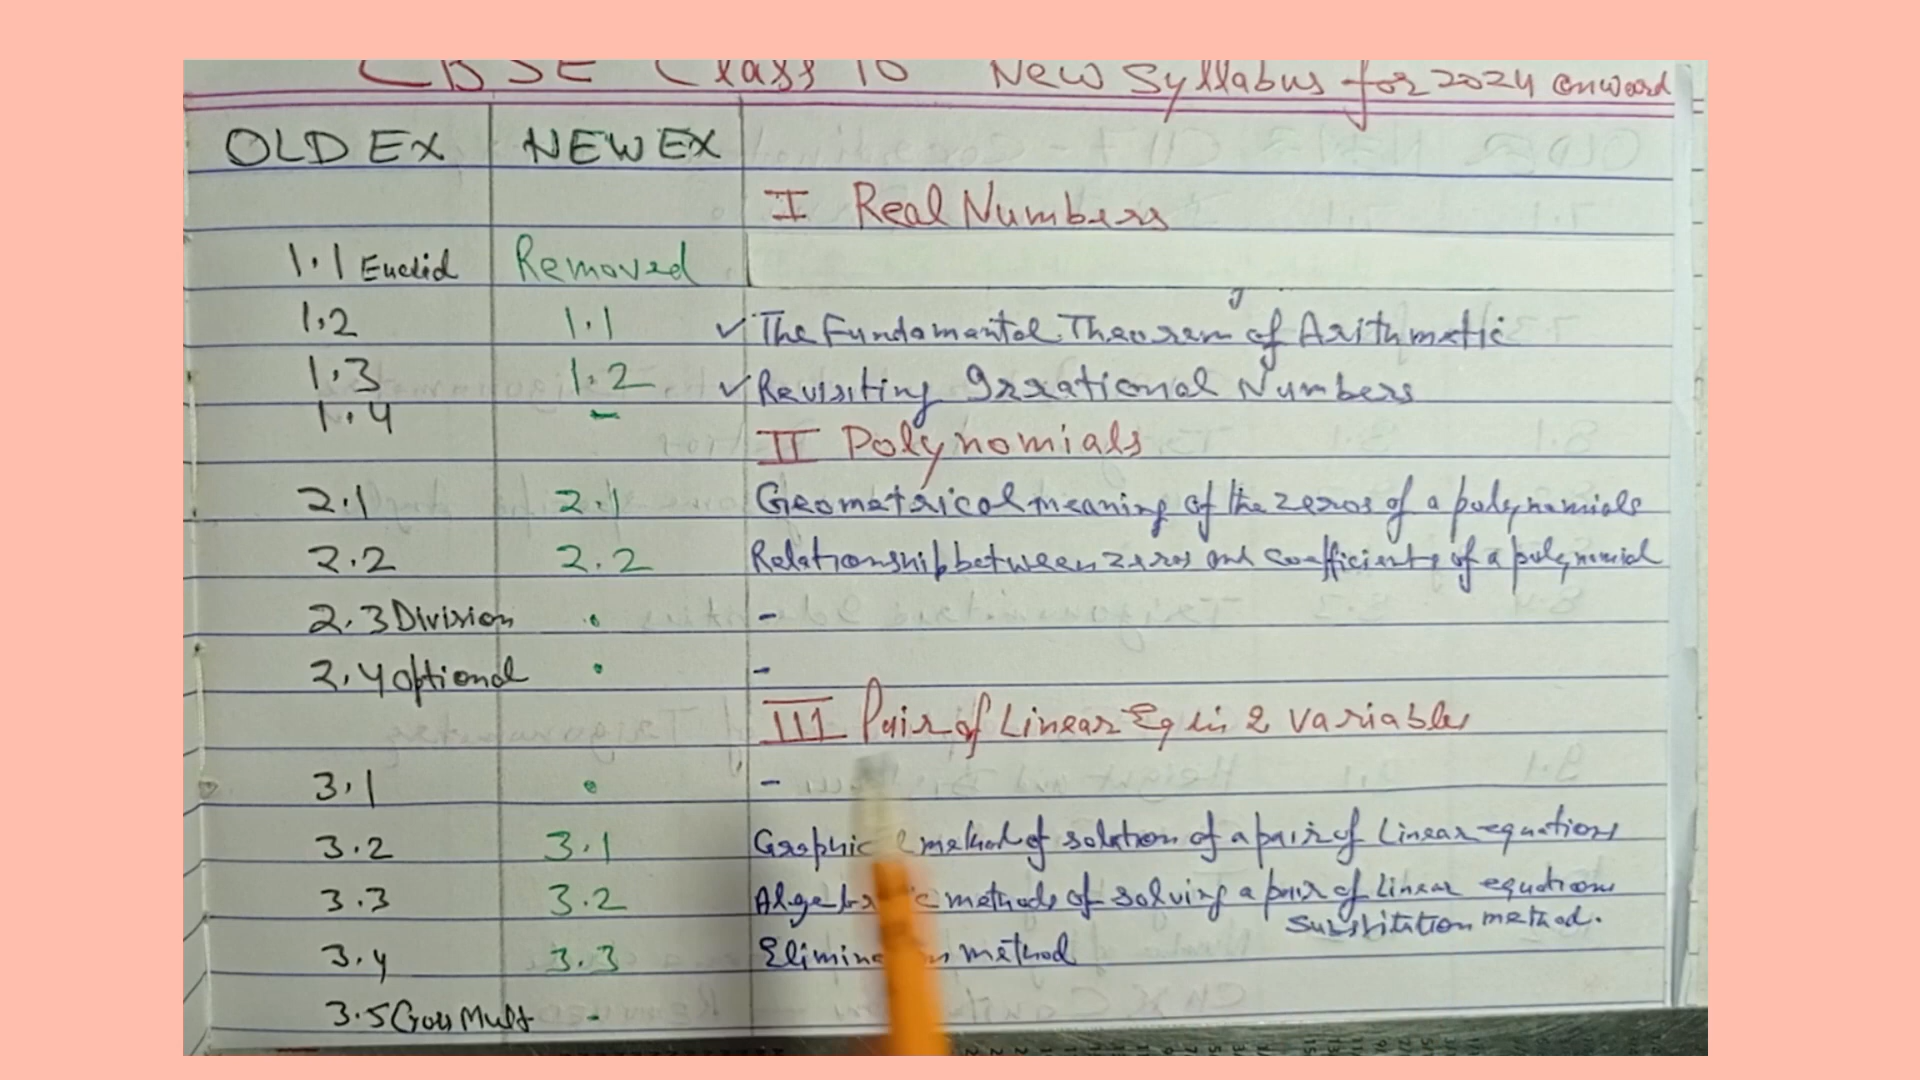 CBSE Class 10 New Syllabus for 2024 onward
OLD EX NEW EX
I Real Numbers
1.1 Euclid Removed
1.2 1.1 ✓ The Fundamental Theorem of Arithmetic
1.3 1.2 ✓ Revisiting Irrational Numbers
1.4 -
II Polynomials
2.1 2.1 Geometrical meaning of the zeros of a polynomials
2.2 2.2 Relationship between zeros and coefficients of a polynomial
2.3 Division . -
2.4 Optional . -
III Pair of Linear Eq in 2 variables
3.1 . -
3.2 3.1 Graphical method of solution of a pair of linear equations
3.3 3.2 Algebraic methods of solving a pair of linear equations
Substitution method.
3.4 3.3 Elimination method
3.5 Cross Mult -